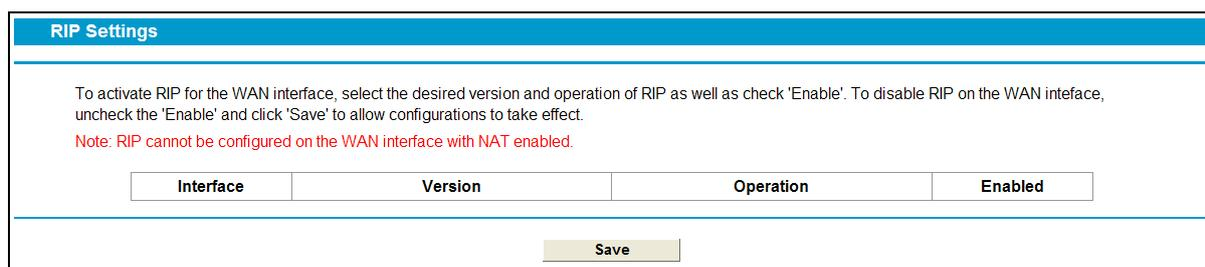 RIP Settings
To activate RIP for the WAN interface, select the desired version and operation of RIP as well as check 'Enable'. To disable RIP on the WAN inteface,
uncheck the 'Enable' and click 'Save' to allow configurations to take effect.
Note: RIP cannot be configured on the WAN interface with NAT enabled.
Interface Version Operation Enabled
Save